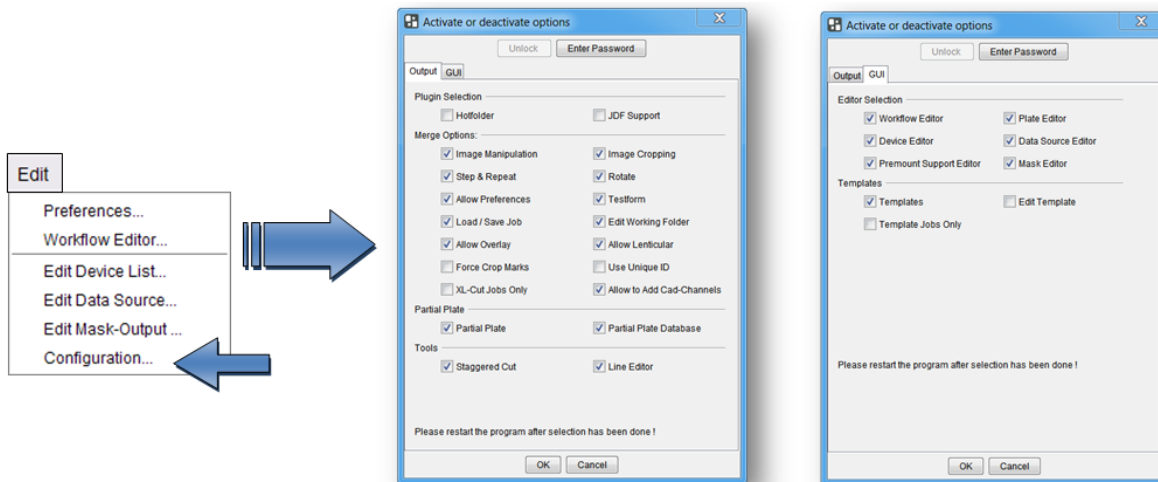 Edit
Preferences...
Workflow Editor...
Edit Device List...
Edit Data Source...
Edit Mask-Output ...
Configuration...
Activate or deactivate options
Unlock Enter Password
Output GUI
Plugin Selection
Hotfolder JDF Support
Merge Options:
Image Manipulation Image Cropping
Step & Repeat Rotate
Allow Preferences Testform
Load / Save Job Edit Working Folder
Allow Overlay Allow Lenticular
Force Crop Marks Use Unique ID
XL-Cut Jobs Only Allow to Add Cad-Channels
Partial Plate
Partial Plate Partial Plate Database
Tools
Staggered Cut Line Editor
Please restart the program after selection has been done !
OK Cancel
Activate or deactivate options
Unlock Enter Password
Output GUI
Editor Selection
Workflow Editor Plate Editor
Device Editor Data Source Editor
Premount Support Editor Mask Editor
Templates
Templates Edit Template
Template Jobs Only
Please restart the program after selection has been done !
OK Cancel